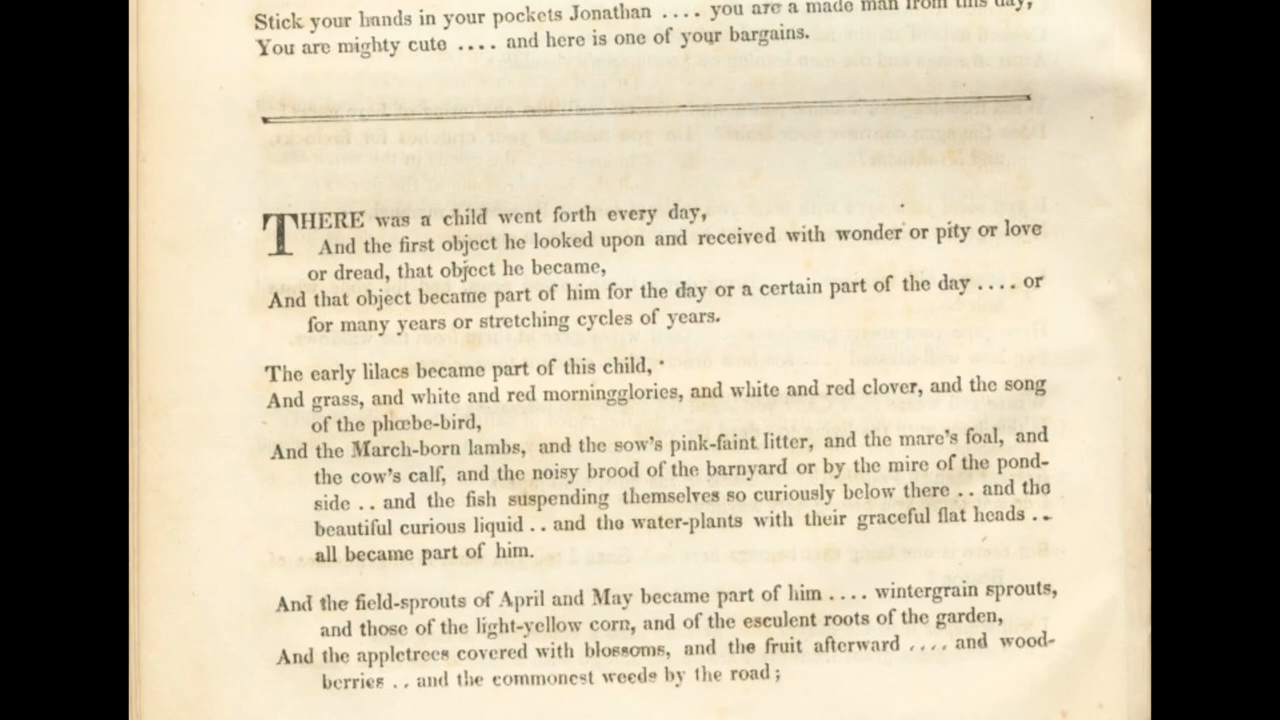 Stick your hands in your pockets Jonathan .... you are a made man from this day,
You are mighty cute .... and here is one of your bargains.
THERE was a child went forth every day,
And the first object he looked upon and received with wonder or pity or love
or dread, that object he became,
And that object became part of him for the day or a certain part of the day .... or
for many years or stretching cycles of years.
The early lilacs became part of this child,
And grass, and white and red morningglories, and white and red clover, and the song
of the phœbe-bird,
And the March-born lambs, and the sow's pink-faint litter, and the mare's foal, and
the cow's calf, and the noisy brood of the barnyard or by the mire of the pond-
side .. and the fish suspending themselves so curiously below there .. and the
beautiful curious liquid .. and the water-plants with their graceful flat heads ..
all became part of him.
And the field-sprouts of April and May became part of him .... wintergrain sprouts,
and those of the light-yellow corn, and of the esculent roots of the garden,
And the appletrees covered with blossoms, and the fruit afterward .... and wood-
berries .. and the commonest weeds by the road;